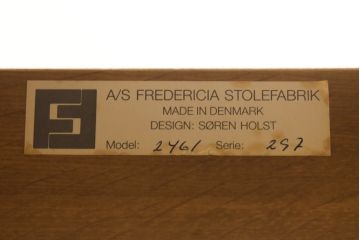 A/S FREDERICIA STOLEFABRIK
MADE IN DENMARK
DESIGN: SØREN HOLST
Model: 2461 Serie: 297